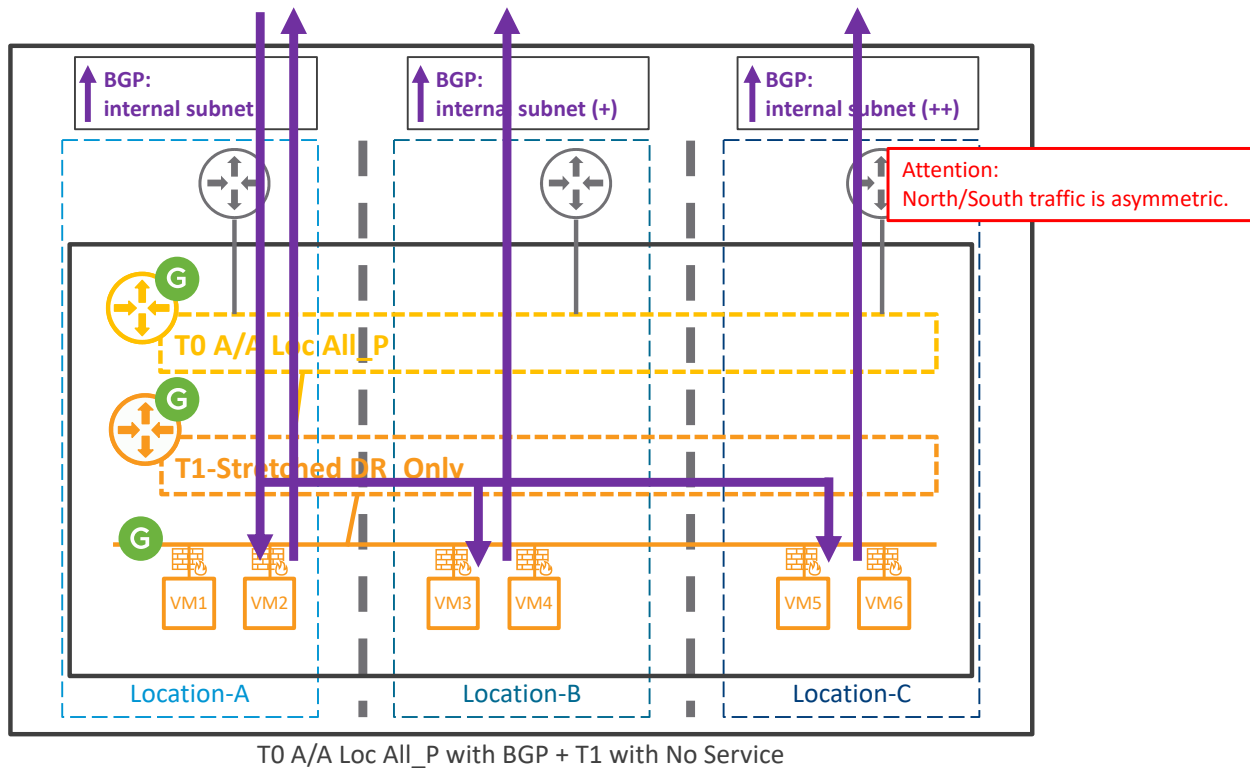 BGP:
internal subnet
BGP:
internal subnet (+)
BGP:
internal subnet (++)
Attention:
North/South traffic is asymmetric.
G
T0 A/A Loc All_P
G
T1-Stretched DR_Only
G
VM1
VM2
VM3
VM4
VM5
VM6
Location-A
Location-B
Location-C
T0 A/A Loc All_P with BGP + T1 with No Service